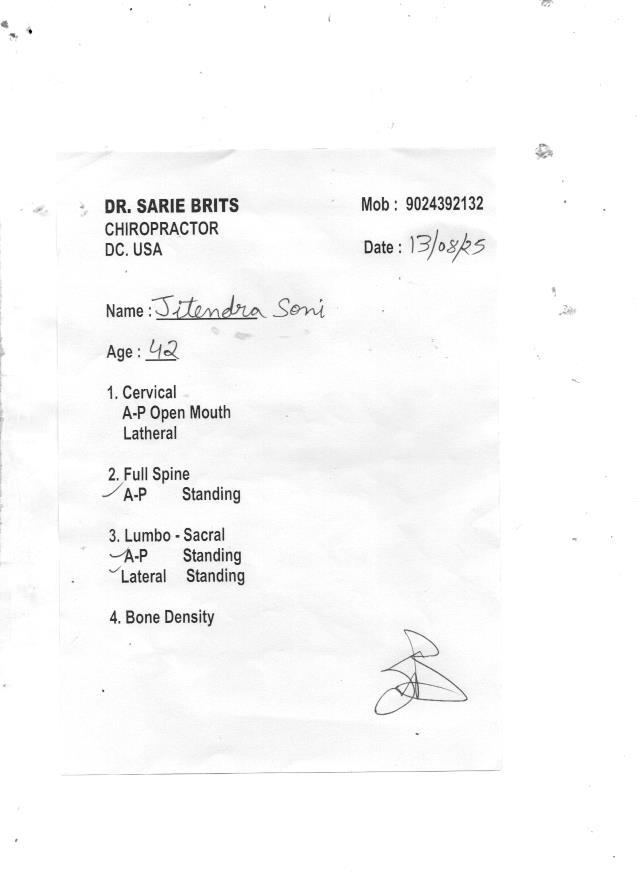 DR. SARIE BRITS
CHIROPRACTOR
DC. USA
Mob : 9024392132
Date : 13/08/25
Name : Jitendra Soni
Age : 42
1. Cervical
A-P Open Mouth
Latheral
2. Full Spine
✓ A-P Standing
3. Lumbo - Sacral
✓ A-P Standing
✓ Lateral Standing
4. Bone Density